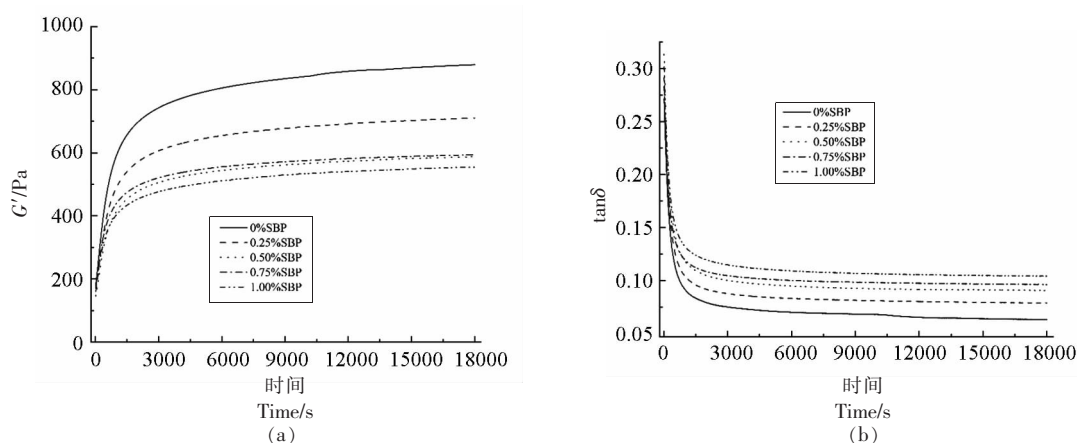 1000
800
600
400
200
0
G′/Pa
0%SBP
0.25%SBP
0.50%SBP
0.75%SBP
1.00%SBP
0 3000 6000 9000 12000 15000 18000
时间
Time/s
(a)
0.30
0.25
0.20
0.15
0.10
0.05
tanδ
0%SBP
0.25%SBP
0.50%SBP
0.75%SBP
1.00%SBP
0 3000 6000 9000 12000 15000 18000
时间
Time/s
(b)